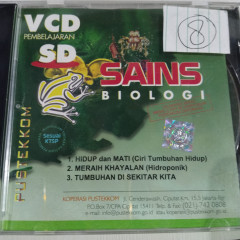 VCD
PEMBELAJARAN
SD
8
SAINS
BIOLOGI
PUSTEKKOM
Sesuai
KTSP
1. HIDUP dan MATI (Ciri Tumbuhan Hidup)
2. MERAIH KHAYALAN (Hidroponik)
3. TUMBUHAN DI SEKITAR KITA
KOPERASI PUSTEKKOM